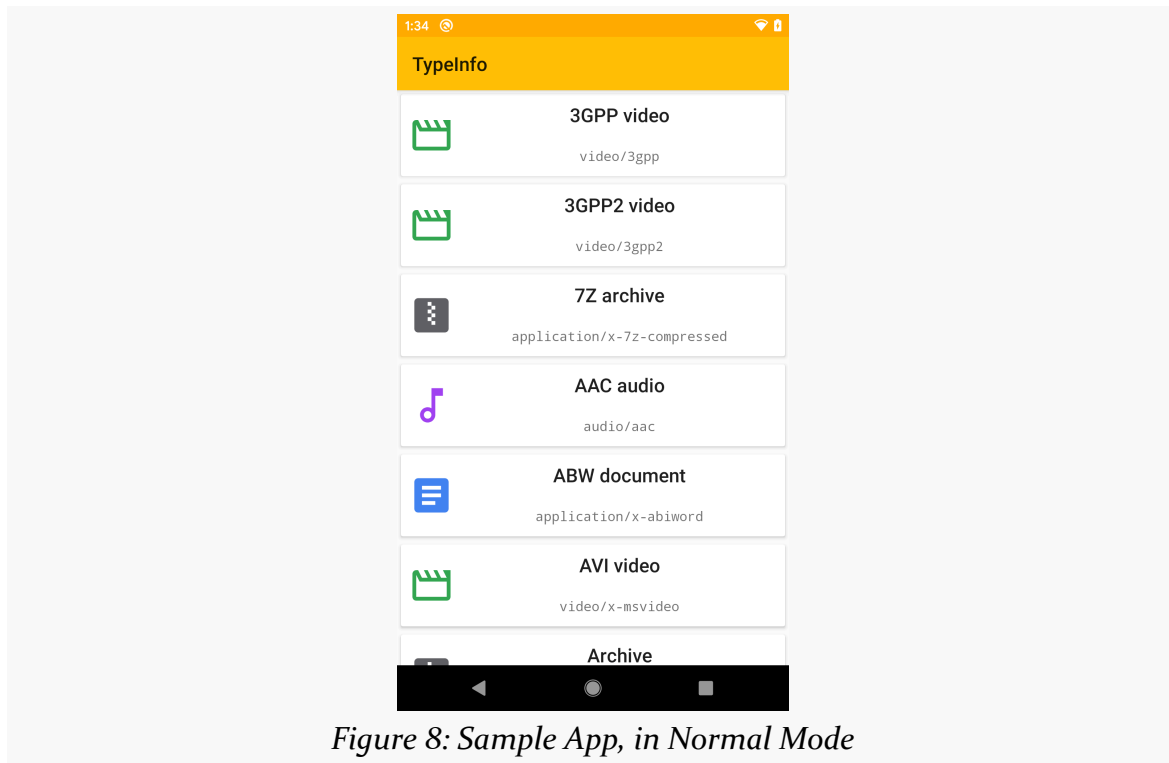 1:34
TypeInfo
3GPP video
video/3gpp
3GPP2 video
video/3gpp2
7Z archive
application/x-7z-compressed
AAC audio
audio/aac
ABW document
application/x-abiword
AVI video
video/x-msvideo
Archive
Figure 8: Sample App, in Normal Mode